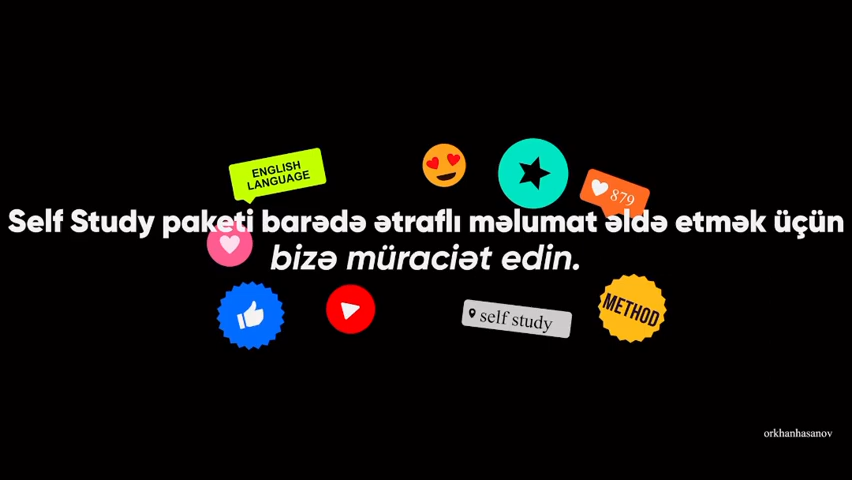 ENGLISH
LANGUAGE
879
Self Study paketi barədə ətraflı məlumat əldə etmək üçün
bizə müraciət edin.
self study
METHOD
orkhanhasanov